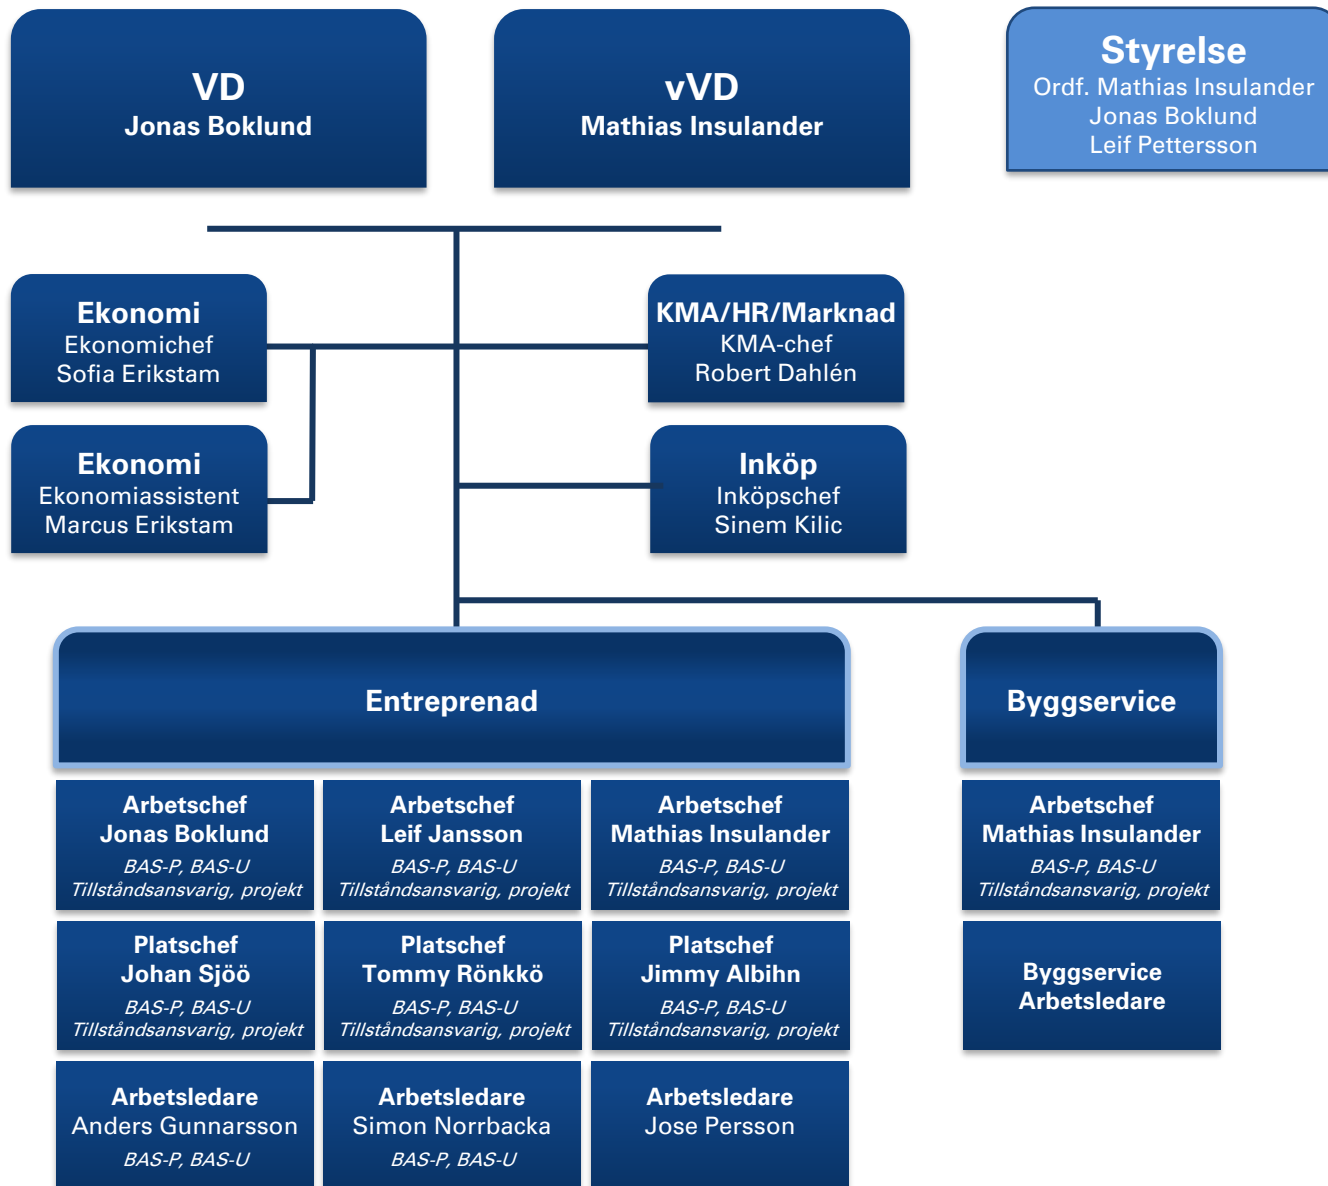 VD
Jonas Boklund
vVD
Mathias Insulander
Styrelse
Ordf. Mathias Insulander
Jonas Boklund
Leif Pettersson
Ekonomi
Ekonomichef
Sofia Erikstam
KMA/HR/Marknad
KMA-chef
Robert Dahlén
Ekonomi
Ekonomiassistent
Marcus Erikstam
Inköp
Inköpschef
Sinem Kilic
Entreprenad
Byggservice
Arbetschef
Jonas Boklund
BAS-P, BAS-U
Tillståndsansvarig, projekt
Arbetschef
Leif Jansson
BAS-P, BAS-U
Tillståndsansvarig, projekt
Arbetschef
Mathias Insulander
BAS-P, BAS-U
Tillståndsansvarig, projekt
Arbetschef
Mathias Insulander
BAS-P, BAS-U
Tillståndsansvarig, projekt
Platschef
Johan Sjöö
BAS-P, BAS-U
Tillståndsansvarig, projekt
Platschef
Tommy Rönkkö
BAS-P, BAS-U
Tillståndsansvarig, projekt
Platschef
Jimmy Albihn
BAS-P, BAS-U
Tillståndsansvarig, projekt
Byggservice
Arbetsledare
Arbetsledare
Anders Gunnarsson
BAS-P, BAS-U
Arbetsledare
Simon Norrbacka
BAS-P, BAS-U
Arbetsledare
Jose Persson